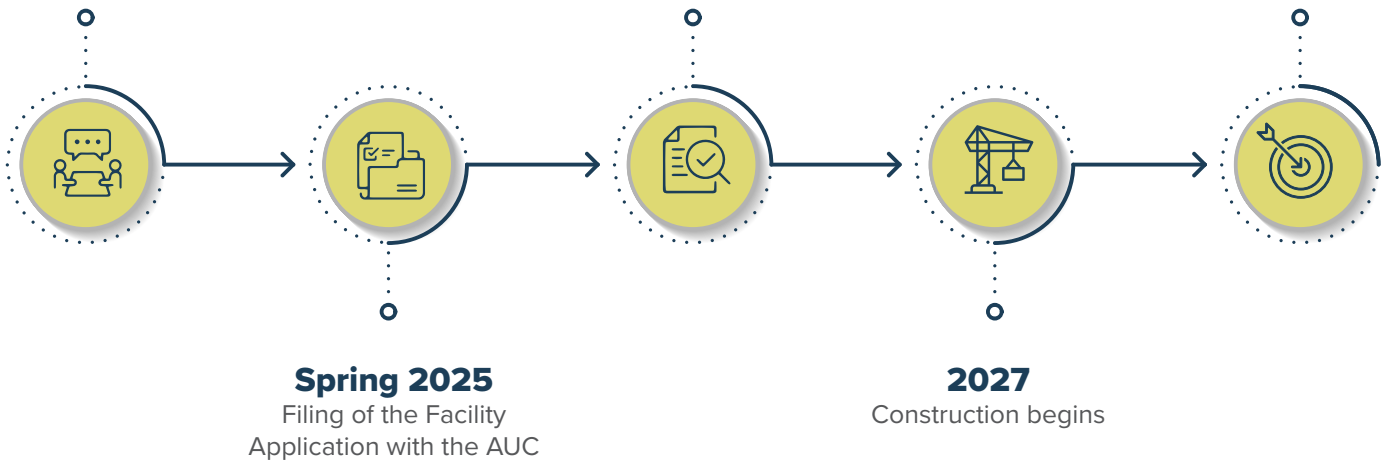 Spring 2025
Filing of the Facility
Application with the AUC
2027
Construction begins